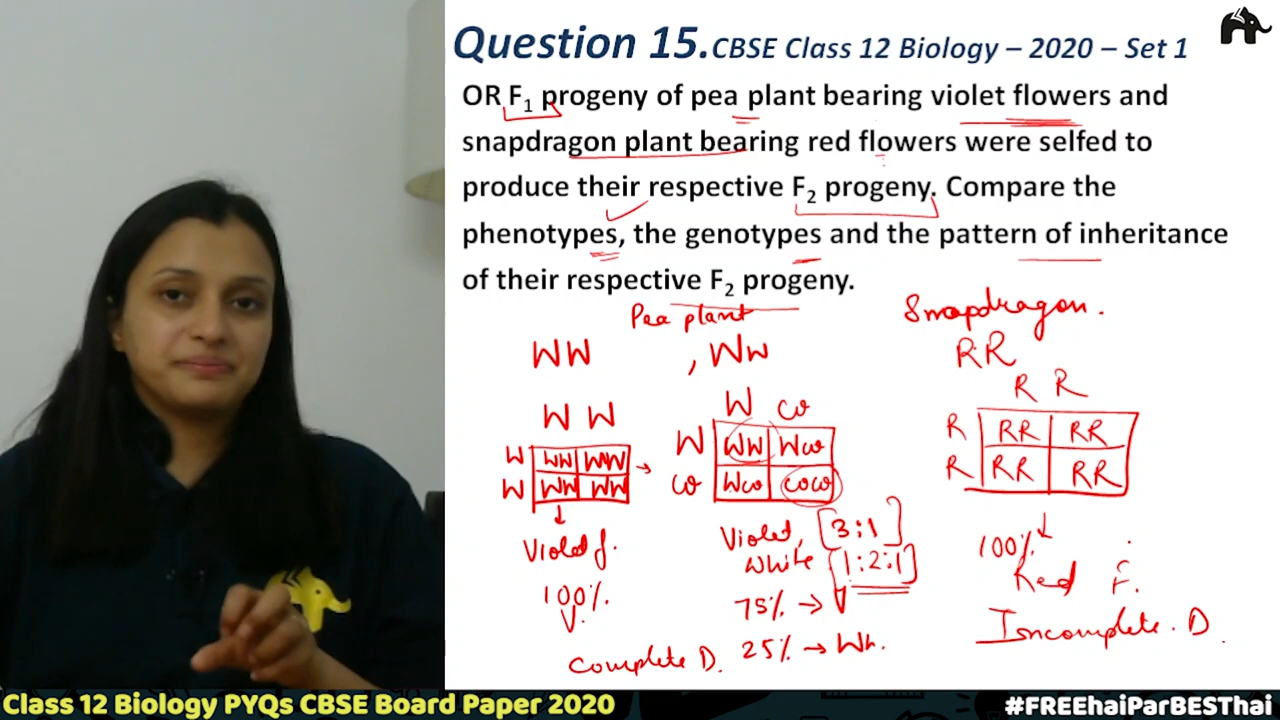 Question 15.CBSE Class 12 Biology – 2020 – Set 1
OR F₁ progeny of pea plant bearing violet flowers and
snapdragon plant bearing red flowers were selfed to
produce their respective F₂ progeny. Compare the
phenotypes, the genotypes and the pattern of inheritance
of their respective F₂ progeny.
Pea plant
Snapdragon.
WW , Ww
RR
W W
W w
R R
W WW WW
W WW WW
W WW Ww
w Ww ww
R RR RR
R RR RR
Violet f.
100%
V.
Violet, [3:1]
White [1:2:1]
75% → V
25% → Wh.
Complete D.
100%
Red F.
Incomplete. D.
Class 12 Biology PYQs CBSE Board Paper 2020
#FREEhaiParBESThai